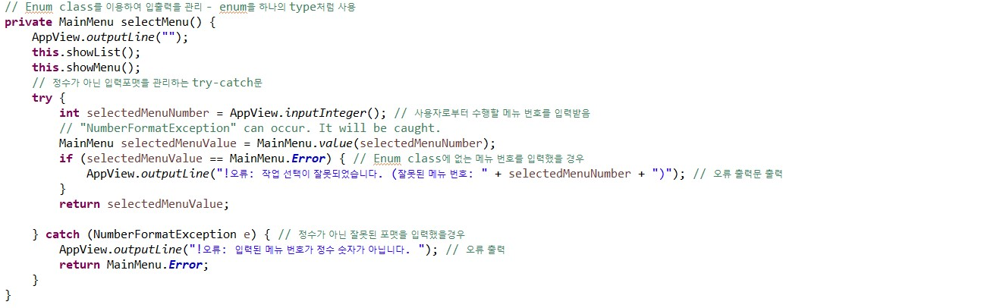 // Enum class를 이용하여 입출력을 관리 - enum을 하나의 type처럼 사용
private MainMenu selectMenu() {
    AppView.outputLine("");
    this.showList();
    this.showMenu();
    // 정수가 아닌 입력포맷을 관리하는 try-catch문
    try {
        int selectedMenuNumber = AppView.inputInteger(); // 사용자로부터 수행할 메뉴 번호를 입력받음
        // "NumberFormatException" can occur. It will be caught.
        MainMenu selectedMenuValue = MainMenu.value(selectedMenuNumber);
        if (selectedMenuValue == MainMenu.Error) { // Enum class에 없는 메뉴 번호를 입력했을 경우
            AppView.outputLine("!오류: 작업 선택이 잘못되었습니다. (잘못된 메뉴 번호: " + selectedMenuNumber + ")"); // 오류 출력문 출력
        }
        return selectedMenuValue;
    } catch (NumberFormatException e) { // 정수가 아닌 잘못된 포맷을 입력했을경우
        AppView.outputLine("!오류: 입력된 메뉴 번호가 정수 숫자가 아닙니다. "); // 오류 출력
        return MainMenu.Error;
    }
}